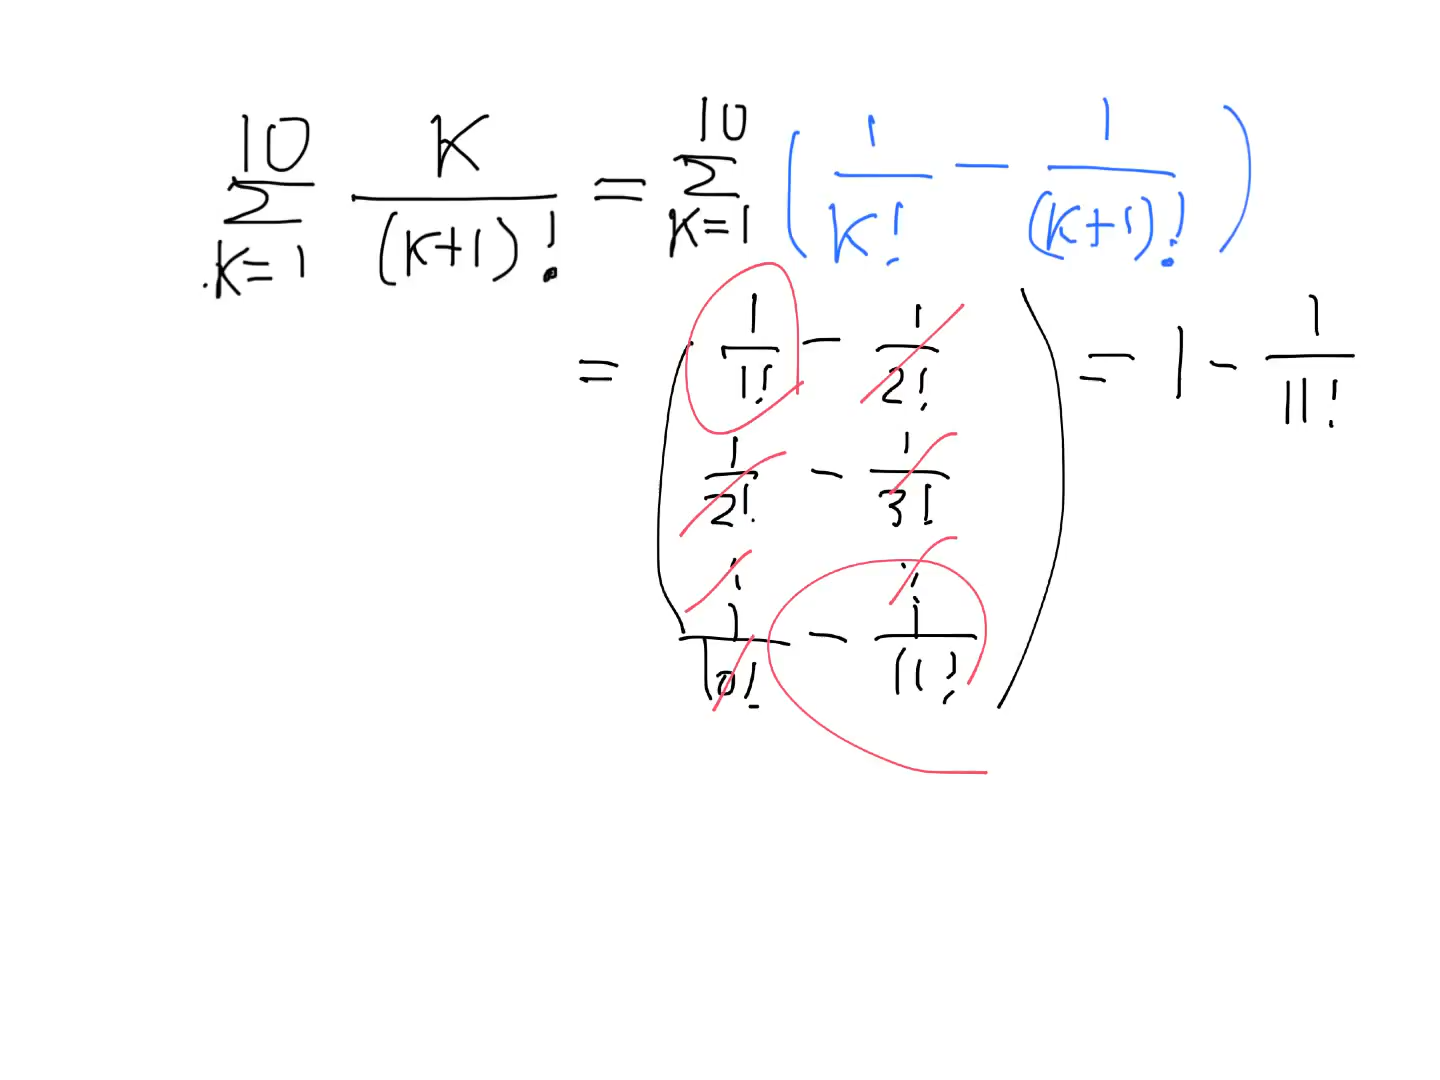 10 10
Σ K/(K+1)! = Σ (1/K! − 1/(K+1)!)
.K=1 K=1
= ( 1/1! − 1/2! ) = 1 − 1/11!
1/2! − 1/3!
⋮ ⋮
1/10! − 1/11!